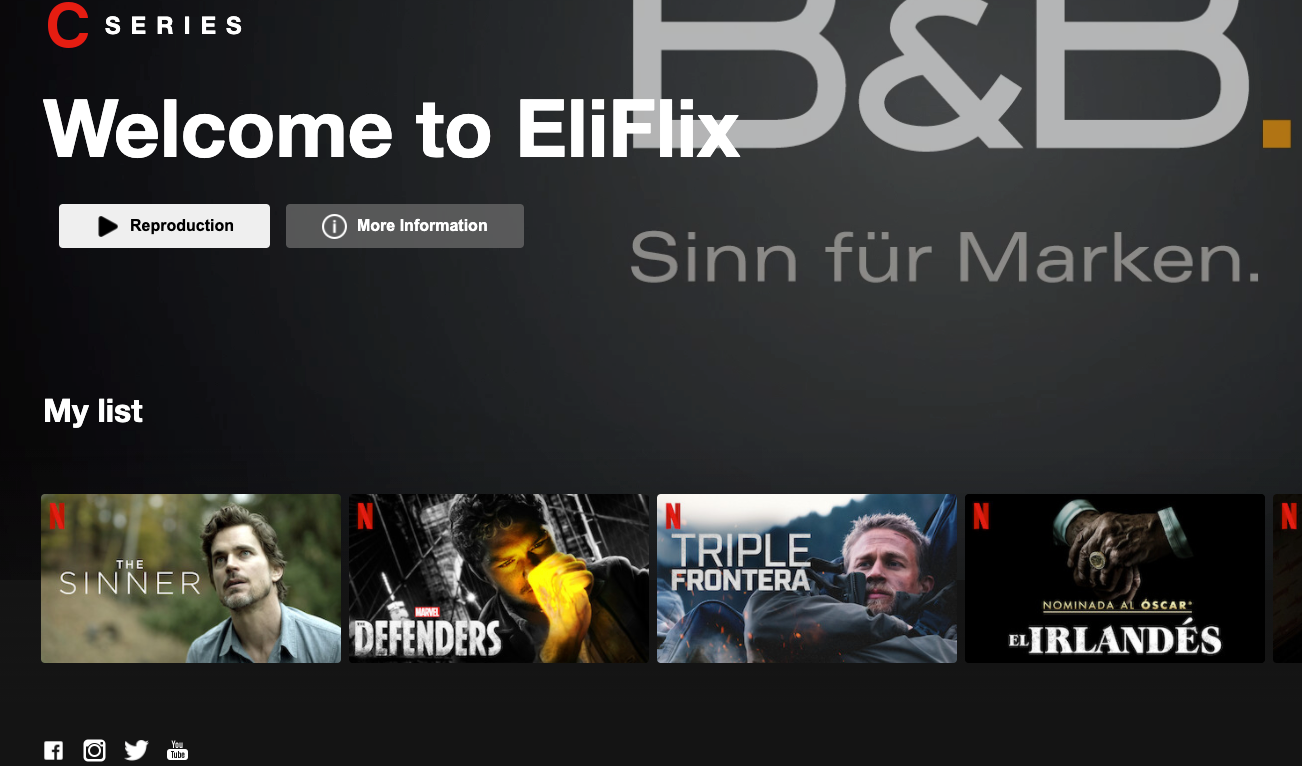 C SERIES
B&B.
Welcome to EliFlix
Reproduction
More Information
Sinn für Marken.
My list
N
THE
SINNER
N
MARVEL
THE
DEFENDERS
N
TRIPLE
FRONTERA
N
NOMINADA AL ÓSCAR®
EL IRLANDÉS
N
You
Tube